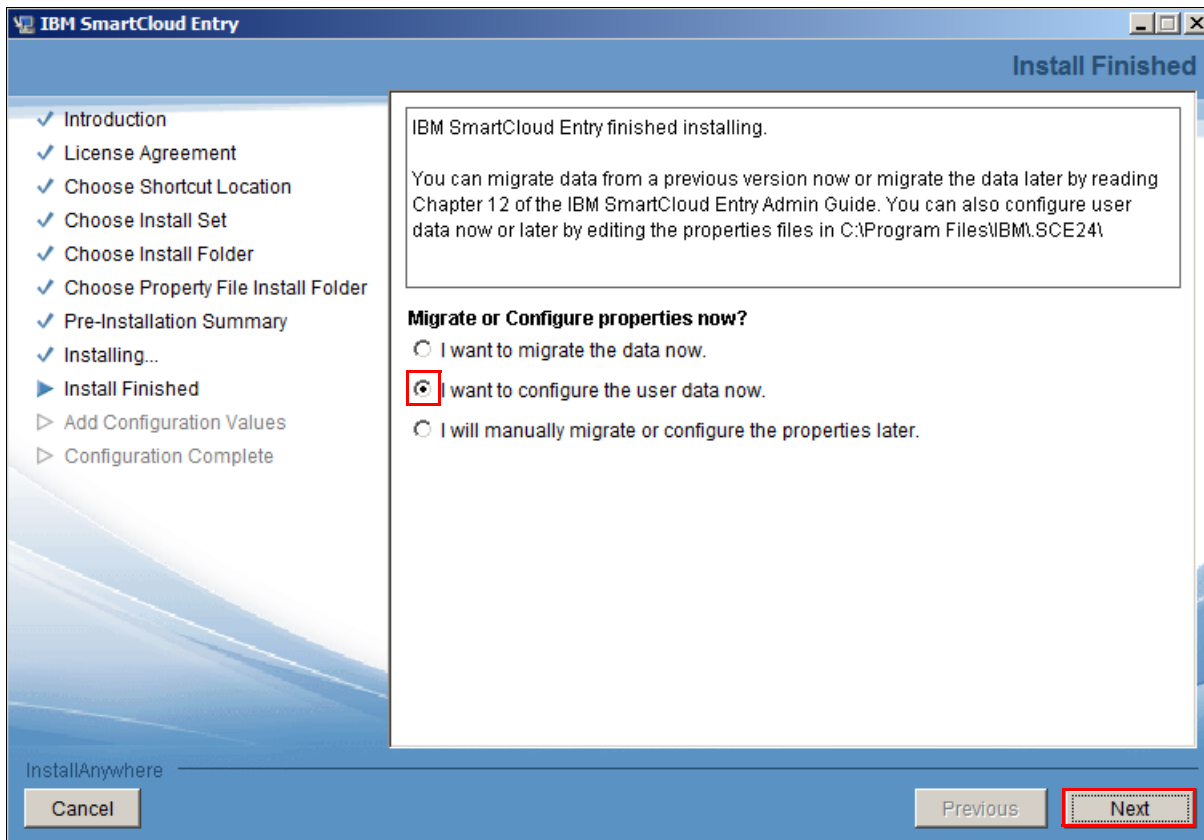 IBM SmartCloud Entry
Install Finished
Introduction
License Agreement
Choose Shortcut Location
Choose Install Set
Choose Install Folder
Choose Property File Install Folder
Pre-Installation Summary
Installing...
Install Finished
Add Configuration Values
Configuration Complete
IBM SmartCloud Entry finished installing.
You can migrate data from a previous version now or migrate the data later by reading
Chapter 12 of the IBM SmartCloud Entry Admin Guide. You can also configure user
data now or later by editing the properties files in C:\Program Files\IBM\.SCE24\
Migrate or Configure properties now?
I want to migrate the data now.
I want to configure the user data now.
I will manually migrate or configure the properties later.
InstallAnywhere
Cancel
Previous
Next